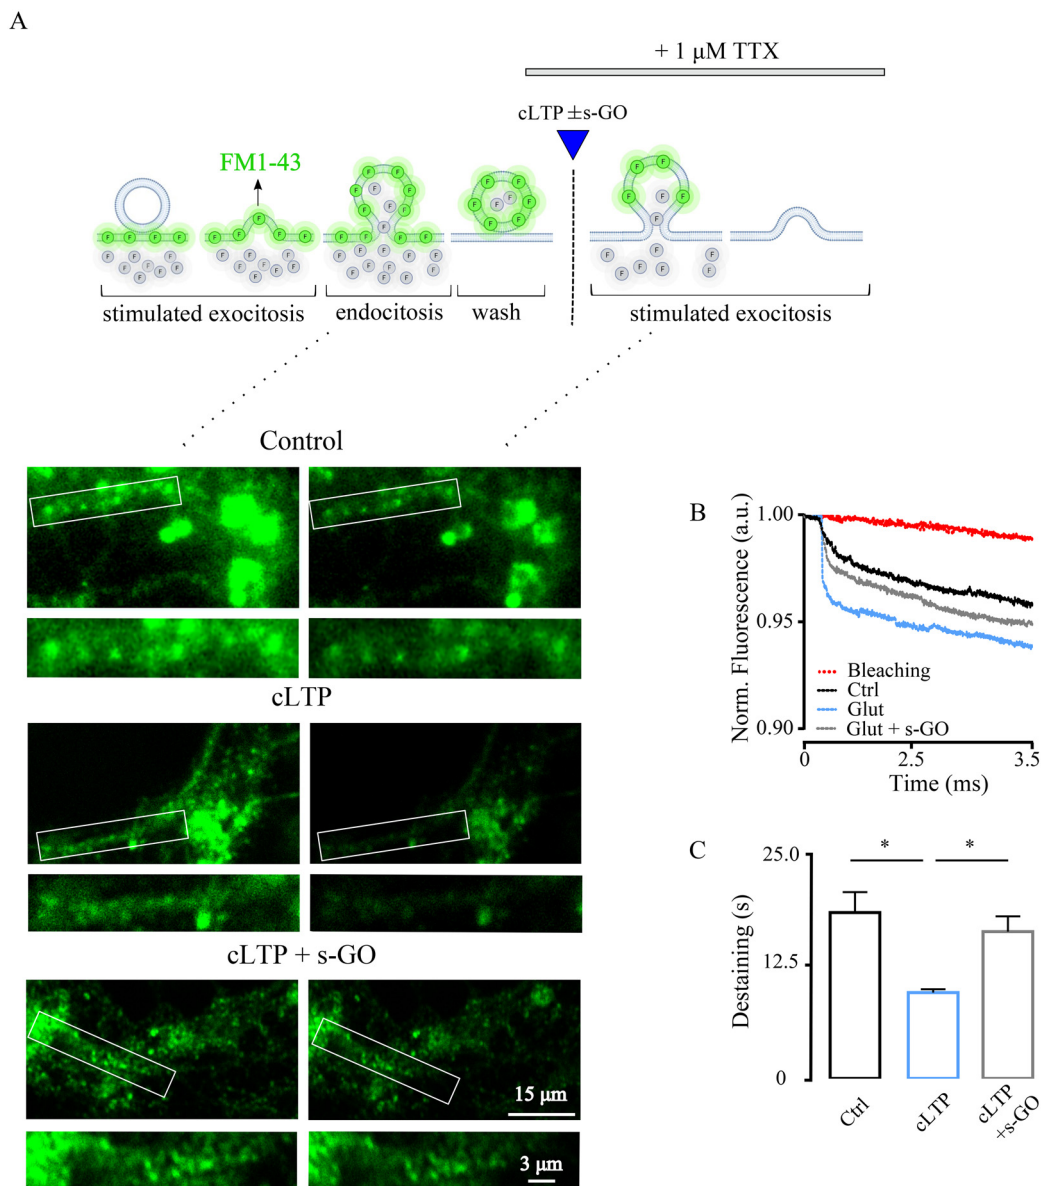 A
+ 1 µM TTX
cLTP ±s-GO
FM1-43
F F F F F F F F F F F F
stimulated exocitosis
endocitosis
wash
stimulated exocitosis
Control
cLTP
cLTP + s-GO
15 µm
3 µm
B
Norm. Fluorescence (a.u.)
1.00
0.95
0.90
Bleaching
Ctrl
Glut
Glut + s-GO
0
2.5
3.5
Time (ms)
C
Destaining (s)
25.0
12.5
0
*
*
Ctrl
cLTP
cLTP
+s-GO